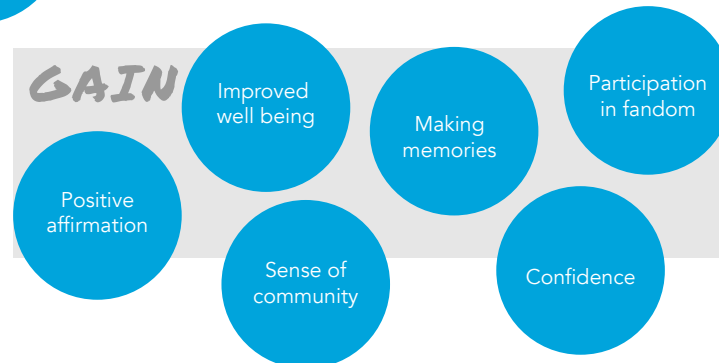 GAIN
Improved
well being
Making
memories
Participation
in fandom
Positive
affirmation
Sense of
community
Confidence